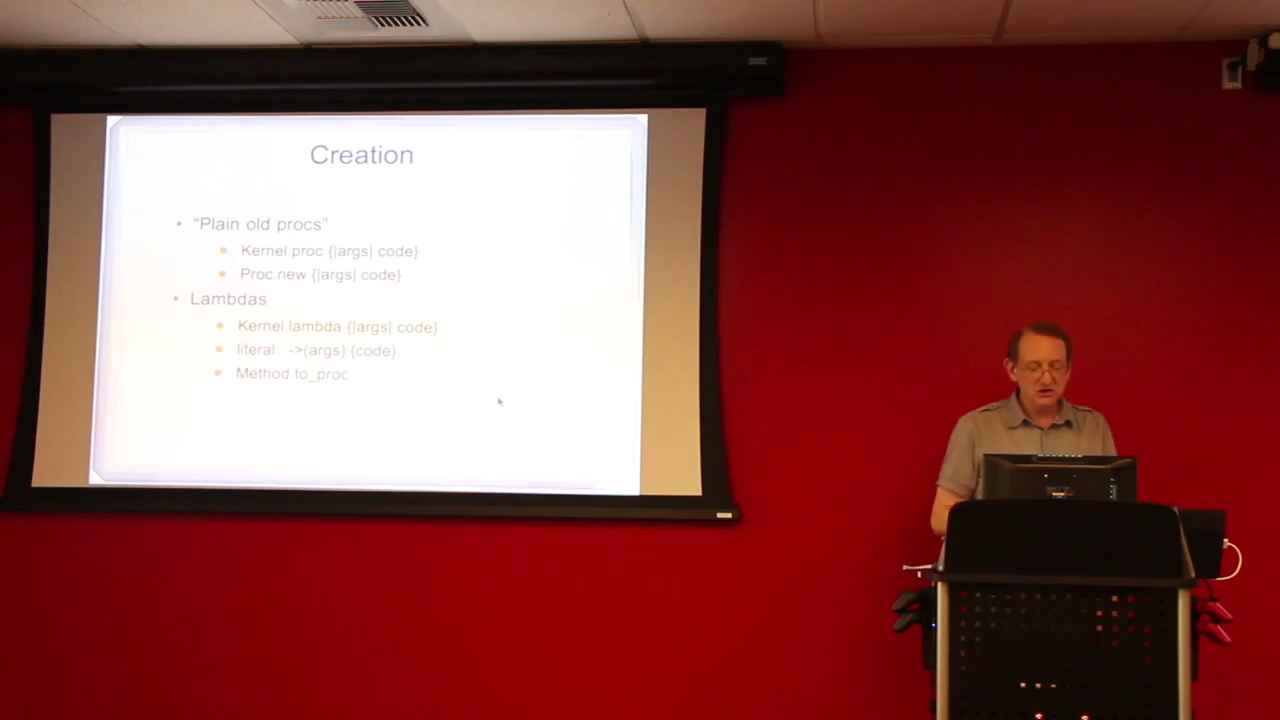 Creation
• "Plain old procs"
• Kernel.proc {|args| code}
• Proc.new {|args| code}
• Lambdas
• Kernel.lambda {|args| code}
• literal: ->(args) {code}
• Method.to_proc